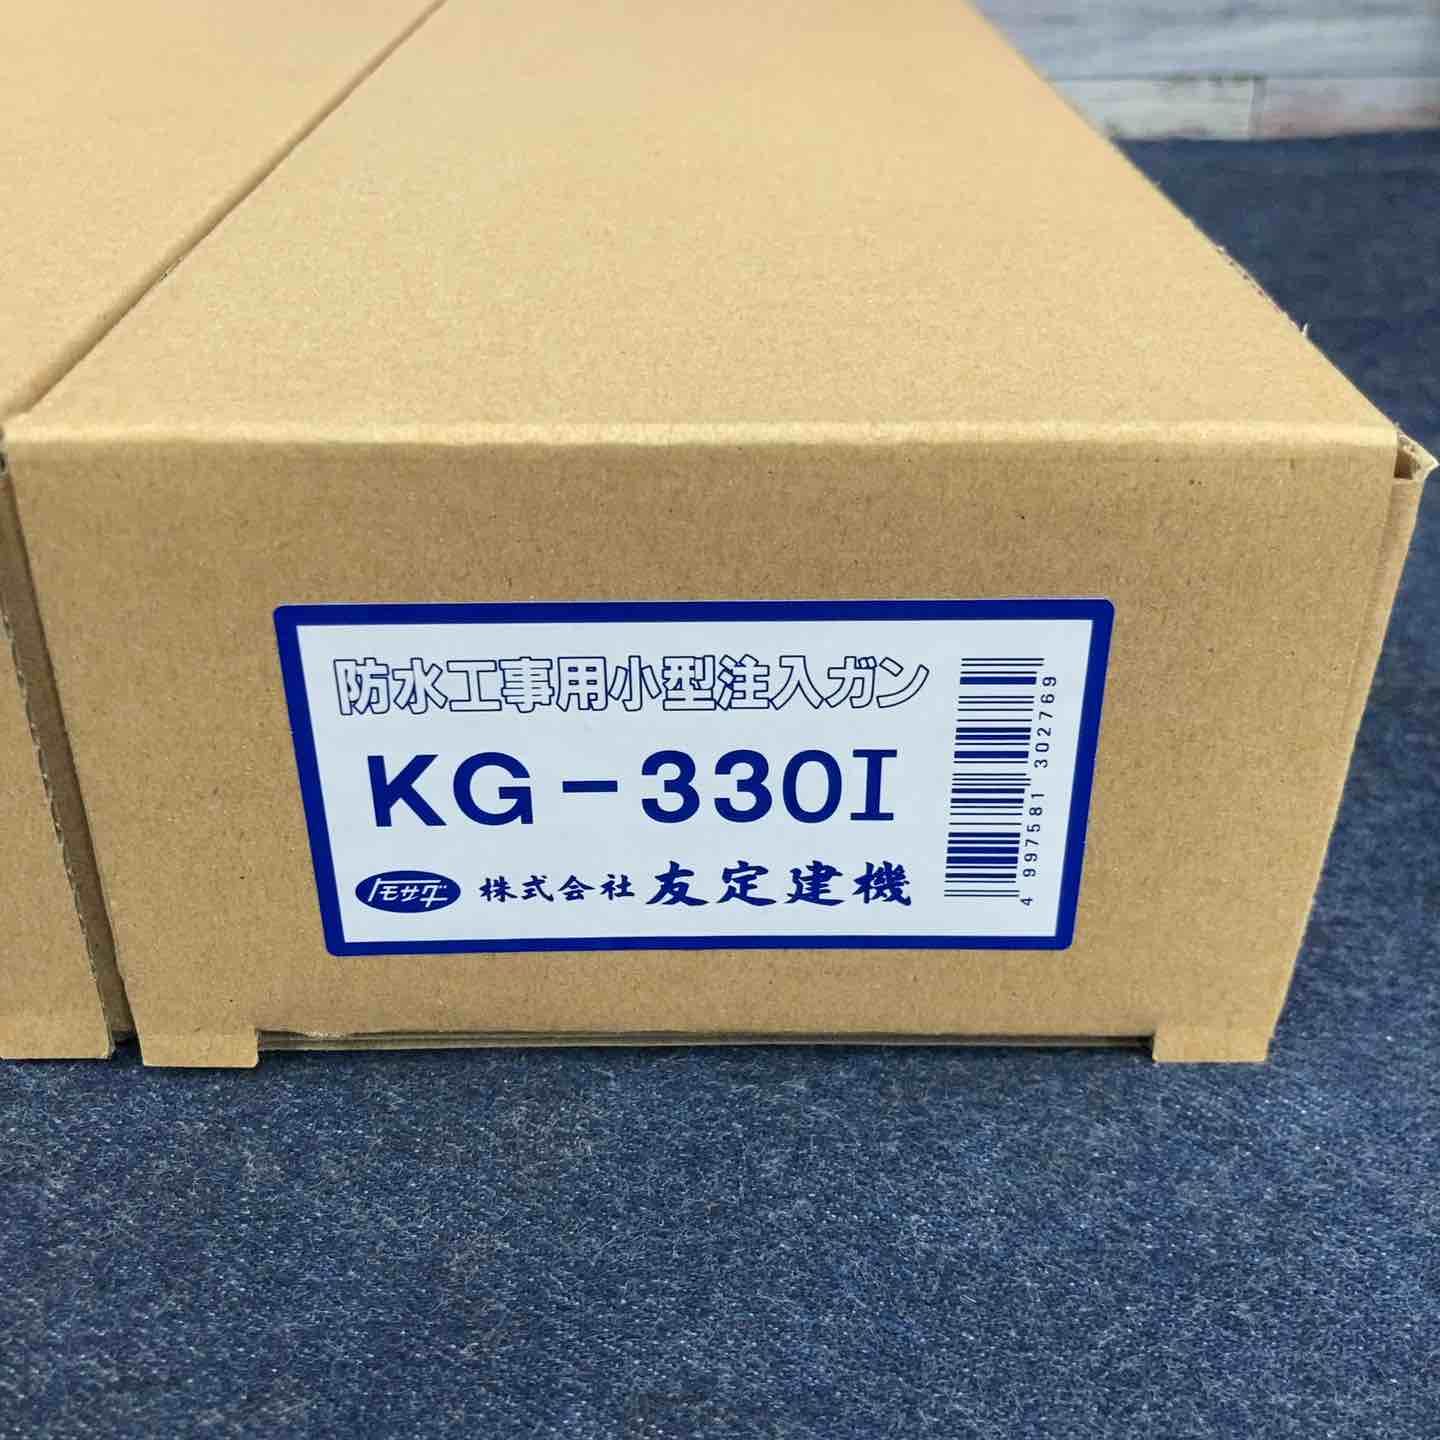 防水工事用小型注入ガン
KG-330I
トモサダ 株式会社 友定建機
4 997581 302769